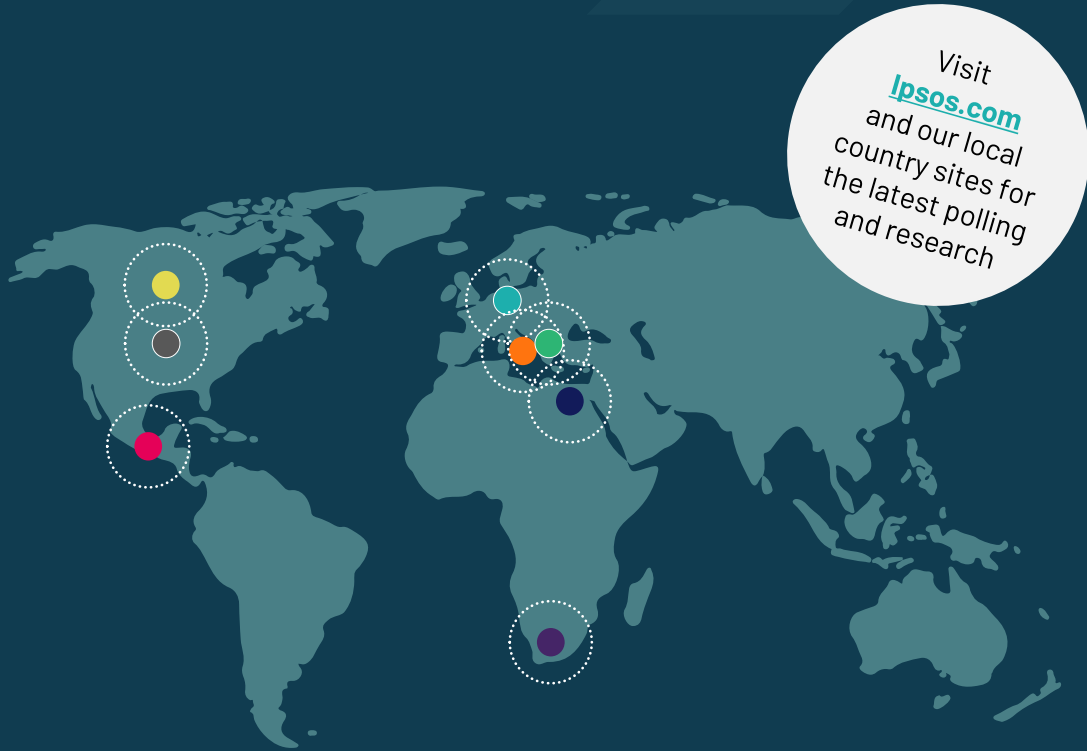 Visit
Ipsos.com
and our local
country sites for
the latest polling
and research